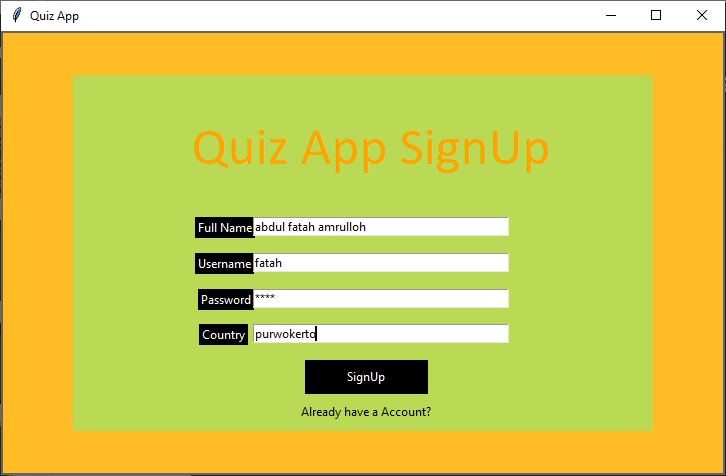 Quiz App
Quiz App SignUp
Full Name abdul fatah amrulloh
Username fatah
Password ****
Country purwokerto
SignUp
Already have a Account?